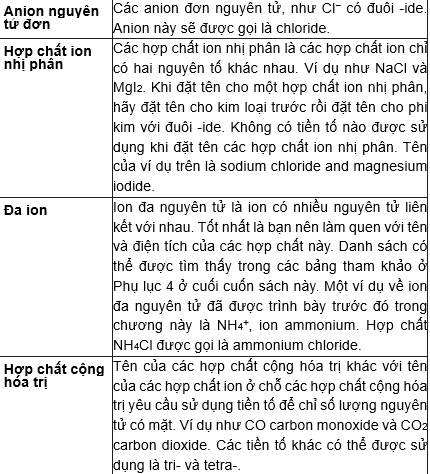 Anion nguyên tử đơn
Các anion đơn nguyên tử, như Cl⁻ có đuôi -ide.
Anion này sẽ được gọi là chloride.
Hợp chất ion nhị phân
Các hợp chất ion nhị phân là các hợp chất ion chỉ
có hai nguyên tố khác nhau. Ví dụ như NaCl và
MgI₂. Khi đặt tên cho một hợp chất ion nhị phân,
hãy đặt tên cho kim loại trước rồi đặt tên cho phi
kim với đuôi -ide. Không có tiền tố nào được sử
dụng khi đặt tên các hợp chất ion nhị phân. Tên
của ví dụ trên là sodium chloride and magnesium
iodide.
Đa ion
Ion đa nguyên tử là ion có nhiều nguyên tử liên
kết với nhau. Tốt nhất là bạn nên làm quen với tên
và điện tích của các hợp chất này. Danh sách có
thể được tìm thấy trong các bảng tham khảo ở
Phụ lục 4 ở cuối cuốn sách này. Một ví dụ về ion
đa nguyên tử đã được trình bày trước đó trong
chương này là NH₄⁺, ion ammonium. Hợp chất
NH₄Cl được gọi là ammonium chloride.
Hợp chất cộng hóa trị
Tên của các hợp chất cộng hóa trị khác với tên
của các hợp chất ion ở chỗ các hợp chất cộng hóa
trị yêu cầu sử dụng tiền tố để chỉ số lượng nguyên
tử có mặt. Ví dụ như CO carbon monoxide và CO₂
carbon dioxide. Các tiền tố khác có thể được sử
dụng là tri- và tetra-.